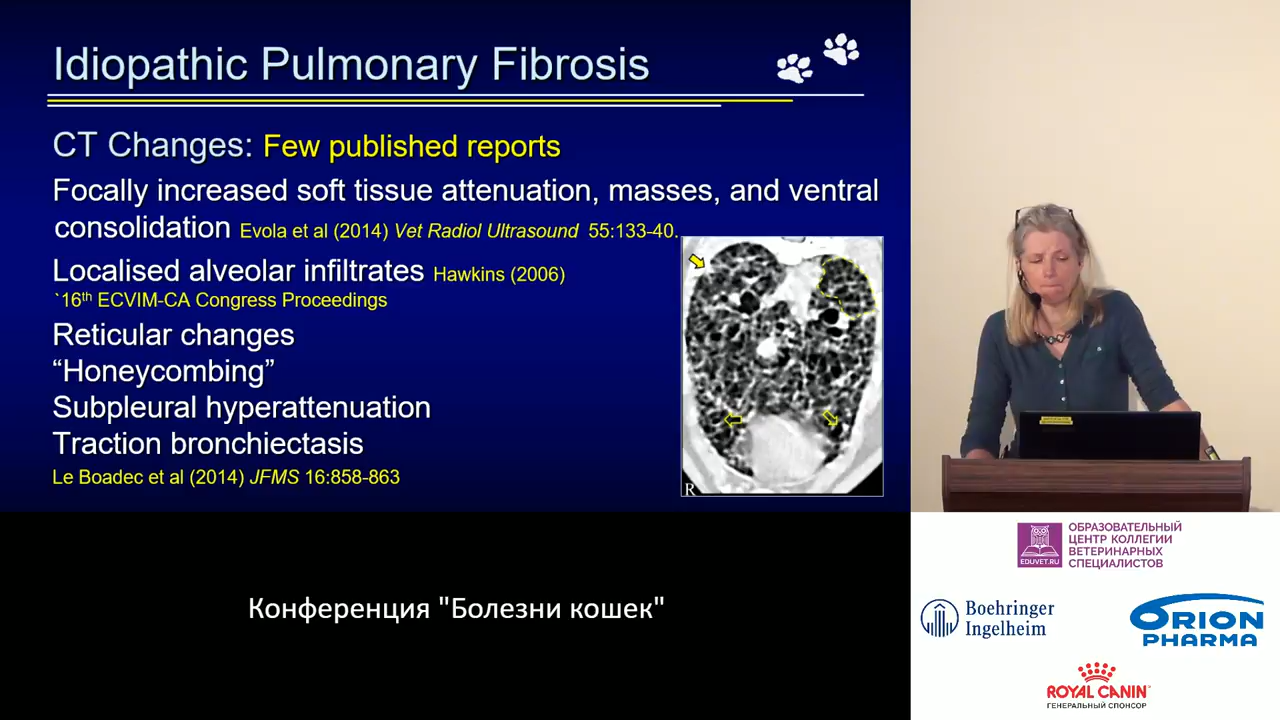 Idiopathic Pulmonary Fibrosis
CT Changes: Few published reports
Focally increased soft tissue attenuation, masses, and ventral
consolidation Evola et al (2014) Vet Radiol Ultrasound 55:133-40.
Localised alveolar infiltrates Hawkins (2006)
`16th ECVIM-CA Congress Proceedings
Reticular changes
“Honeycombing”
Subpleural hyperattenuation
Traction bronchiectasis
Le Boadec et al (2014) JFMS 16:858-863
R
Конференция "Болезни кошек"
EDUVET.RU
ОБРАЗОВАТЕЛЬНЫЙ
ЦЕНТР КОЛЛЕГИИ
ВЕТЕРИНАРНЫХ
СПЕЦИАЛИСТОВ
Boehringer
Ingelheim
ORION
PHARMA
ROYAL CANIN
ГЕНЕРАЛЬНЫЙ СПОНСОР